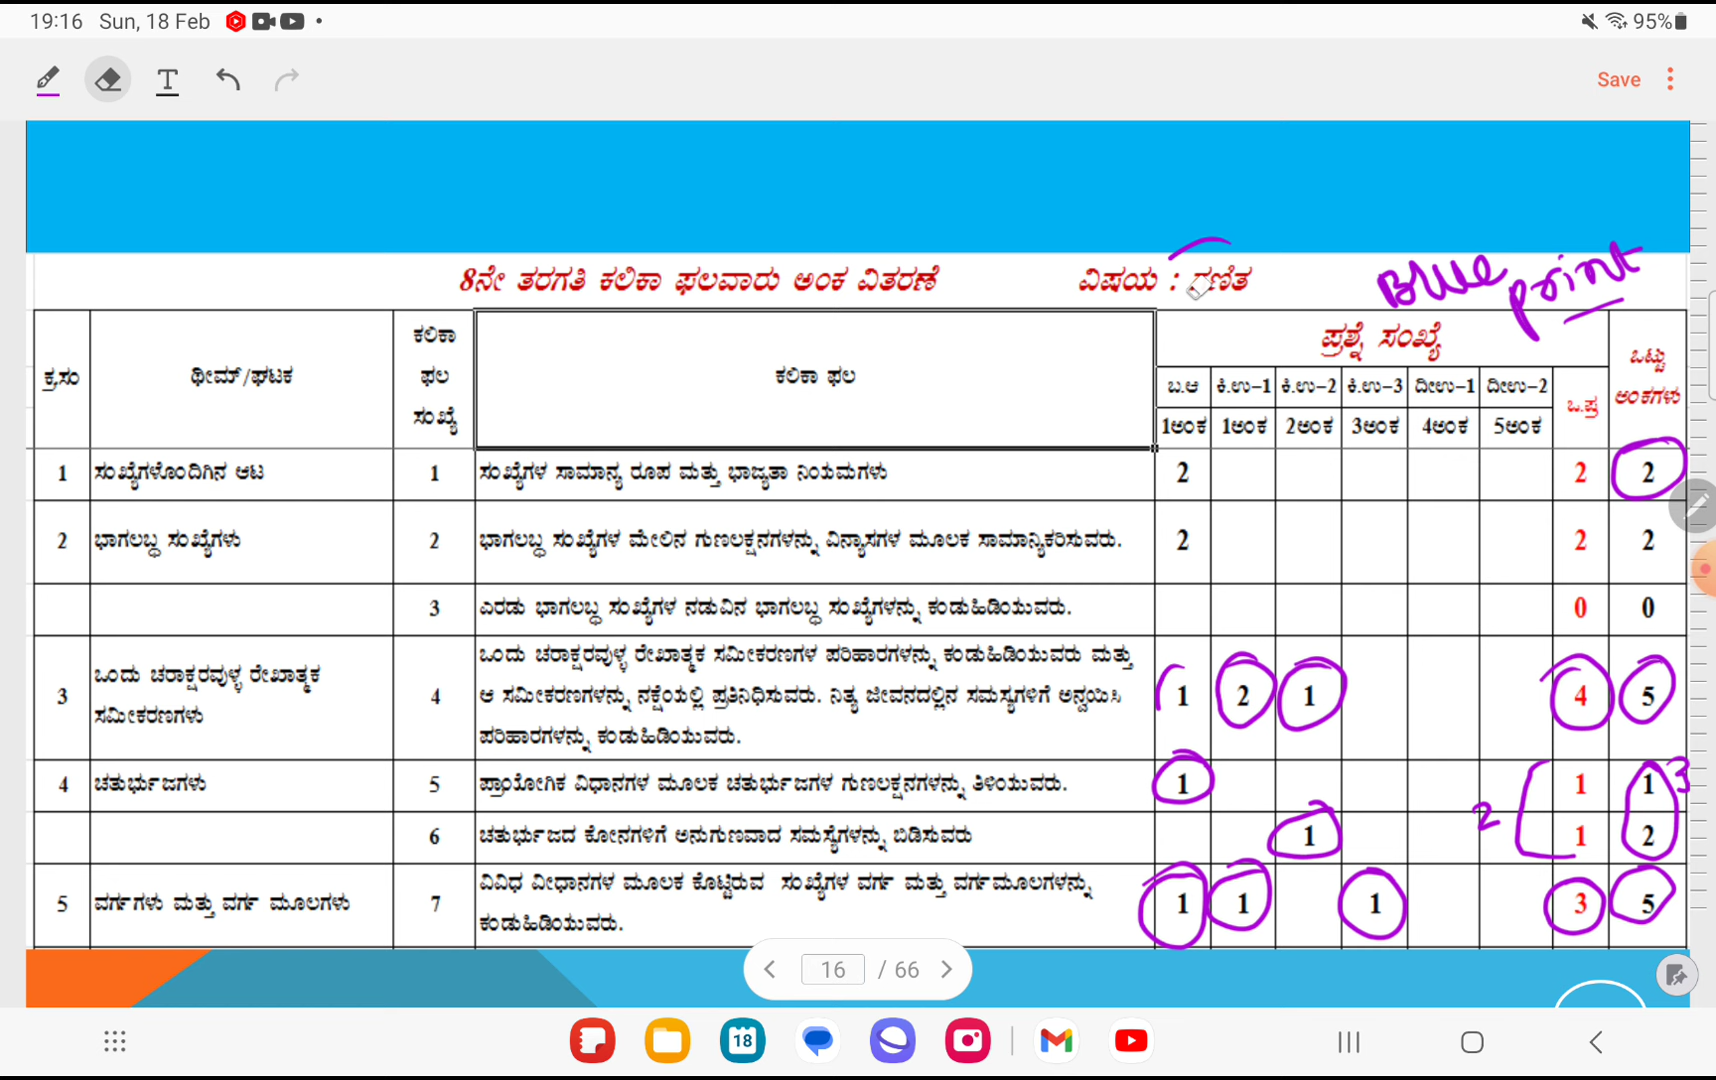 19:16 Sun, 18 Feb
95%
T
Save
8ನೇ ತರಗತಿ ಕಲಿಕಾ ಫಲವಾರು ಅಂಕ ವಿತರಣೆ ವಿಷಯ : ಗಣಿತ
Blue print
ಕ್ರ.ಸಂ ಥೀಮ್/ಘಟಕ ಕಲಿಕಾ ಫಲ ಸಂಖ್ಯೆ ಕಲಿಕಾ ಫಲ ಪ್ರಶ್ನೆ ಸಂಖ್ಯೆ ಒಟ್ಟು ಅಂಕಗಳು
ಬ.ಆ ಕಿ.ಉ-1 ಕಿ.ಉ-2 ಕಿ.ಉ-3 ದೀಉ-1 ದೀಉ-2 ಒ.ಪ್ರ
1ಅಂಕ 1ಅಂಕ 2ಅಂಕ 3ಅಂಕ 4ಅಂಕ 5ಅಂಕ
1 ಸಂಖ್ಯೆಗಳೊಂದಿಗಿನ ಆಟ 1 ಸಂಖ್ಯೆಗಳ ಸಾಮಾನ್ಯ ರೂಪ ಮತ್ತು ಭಾಜ್ಯತಾ ನಿಯಮಗಳು 2 2 2
2 ಭಾಗಲಬ್ಧ ಸಂಖ್ಯೆಗಳು 2 ಭಾಗಲಬ್ಧ ಸಂಖ್ಯೆಗಳ ಮೇಲಿನ ಗುಣಲಕ್ಷನಗಳನ್ನು ವಿನ್ಯಾಸಗಳ ಮೂಲಕ ಸಾಮಾನ್ಯಿಕರಿಸುವರು. 2 2 2
3 ಎರಡು ಭಾಗಲಬ್ಧ ಸಂಖ್ಯೆಗಳ ನಡುವಿನ ಭಾಗಲಬ್ಧ ಸಂಖ್ಯೆಗಳನ್ನು ಕಂಡುಹಿಡಿಯುವರು. 0 0
3 ಒಂದು ಚರಾಕ್ಷರವುಳ್ಳ ರೇಖಾತ್ಮಕ ಸಮೀಕರಣಗಳು 4 ಒಂದು ಚರಾಕ್ಷರವುಳ್ಳ ರೇಖಾತ್ಮಕ ಸಮೀಕರಣಗಳ ಪರಿಹಾರಗಳನ್ನು ಕಂಡುಹಿಡಿಯುವರು ಮತ್ತು
ಆ ಸಮೀಕರಣಗಳನ್ನು ನಕ್ಷೆಯಲ್ಲಿ ಪ್ರತಿನಿಧಿಸುವರು. ನಿತ್ಯ ಜೀವನದಲ್ಲಿನ ಸಮಸ್ಯಗಳಿಗೆ ಅನ್ವಯಿಸಿ 1 2 1 4 5
ಪರಿಹಾರಗಳನ್ನು ಕಂಡುಹಿಡಿಯುವರು.
4 ಚತುರ್ಭುಜಗಳು 5 ಪ್ರಾಯೋಗಿಕ ವಿಧಾನಗಳ ಮೂಲಕ ಚತುರ್ಭುಜಗಳ ಗುಣಲಕ್ಷನಗಳನ್ನು ತಿಳಿಯುವರು. 1 1 1 3
6 ಚತುರ್ಭುಜದ ಕೋನಗಳಿಗೆ ಅನುಗುಣವಾದ ಸಮಸ್ಯೆಗಳನ್ನು ಬಿಡಿಸುವರು 1 2 1 2
5 ವರ್ಗಗಳು ಮತ್ತು ವರ್ಗ ಮೂಲಗಳು 7 ವಿವಿಧ ವೀಧಾನಗಳ ಮೂಲಕ ಕೊಟ್ಟಿರುವ ಸಂಖ್ಯೆಗಳ ವರ್ಗ ಮತ್ತು ವರ್ಗಮೂಲಗಳನ್ನು
ಕಂಡುಹಿಡಿಯುವರು. 1 1 1 3 5
16 / 66
18